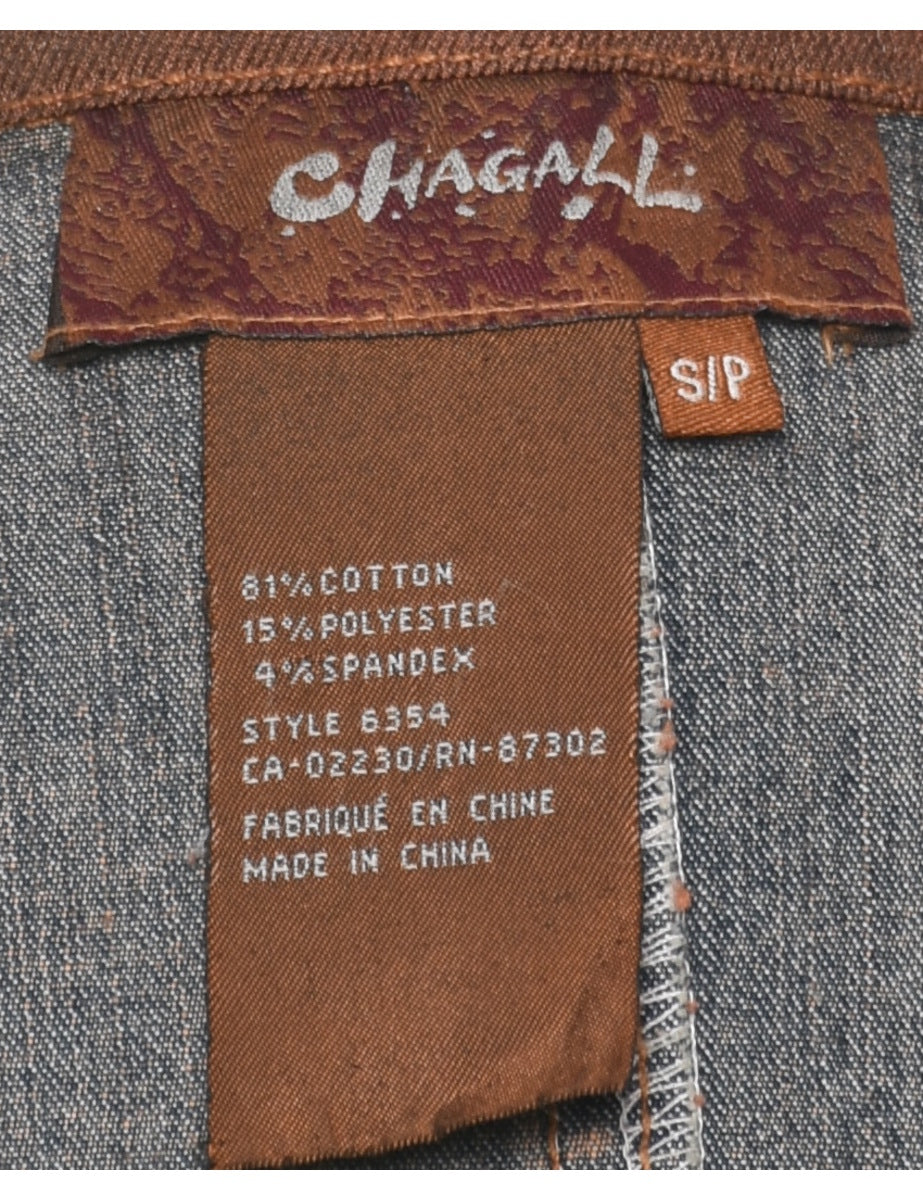 CHAGALL
S/P
81% COTTON
15% POLYESTER
4% SPANDEX
STYLE 6354
CA-02230/RN-87302
FABRIQUÉ EN CHINE
MADE IN CHINA